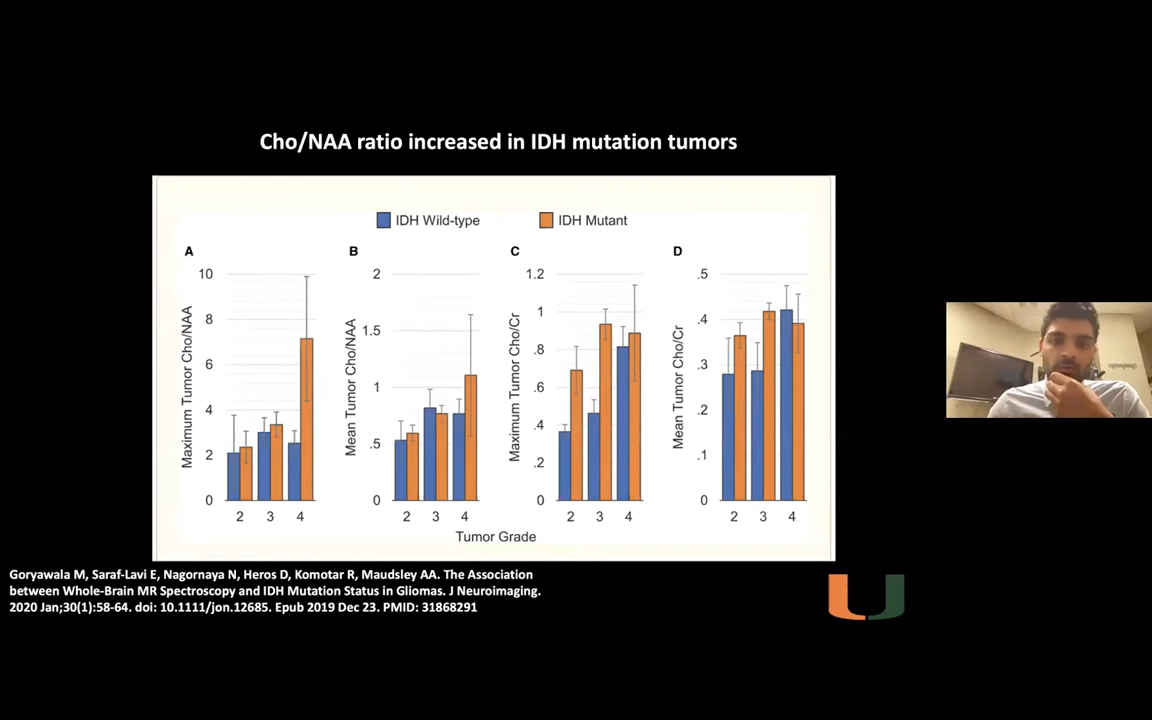 Cho/NAA ratio increased in IDH mutation tumors
IDH Wild-type
IDH Mutant
A
10
8
6
4
2
0
Maximum Tumor Cho/NAA
2 3 4
B
2
1.5
1
.5
0
Mean Tumor Cho/NAA
2 3 4
C
1.2
1
.8
.6
.4
.2
0
Maximum Tumor Cho/Cr
2 3 4
D
.5
.4
.3
.2
.1
0
Mean Tumor Cho/Cr
2 3 4
Tumor Grade
Goryawala M, Saraf-Lavi E, Nagornaya N, Heros D, Komotar R, Maudsley AA. The Association
between Whole-Brain MR Spectroscopy and IDH Mutation Status in Gliomas. J Neuroimaging.
2020 Jan;30(1):58-64. doi: 10.1111/jon.12685. Epub 2019 Dec 23. PMID: 31868291